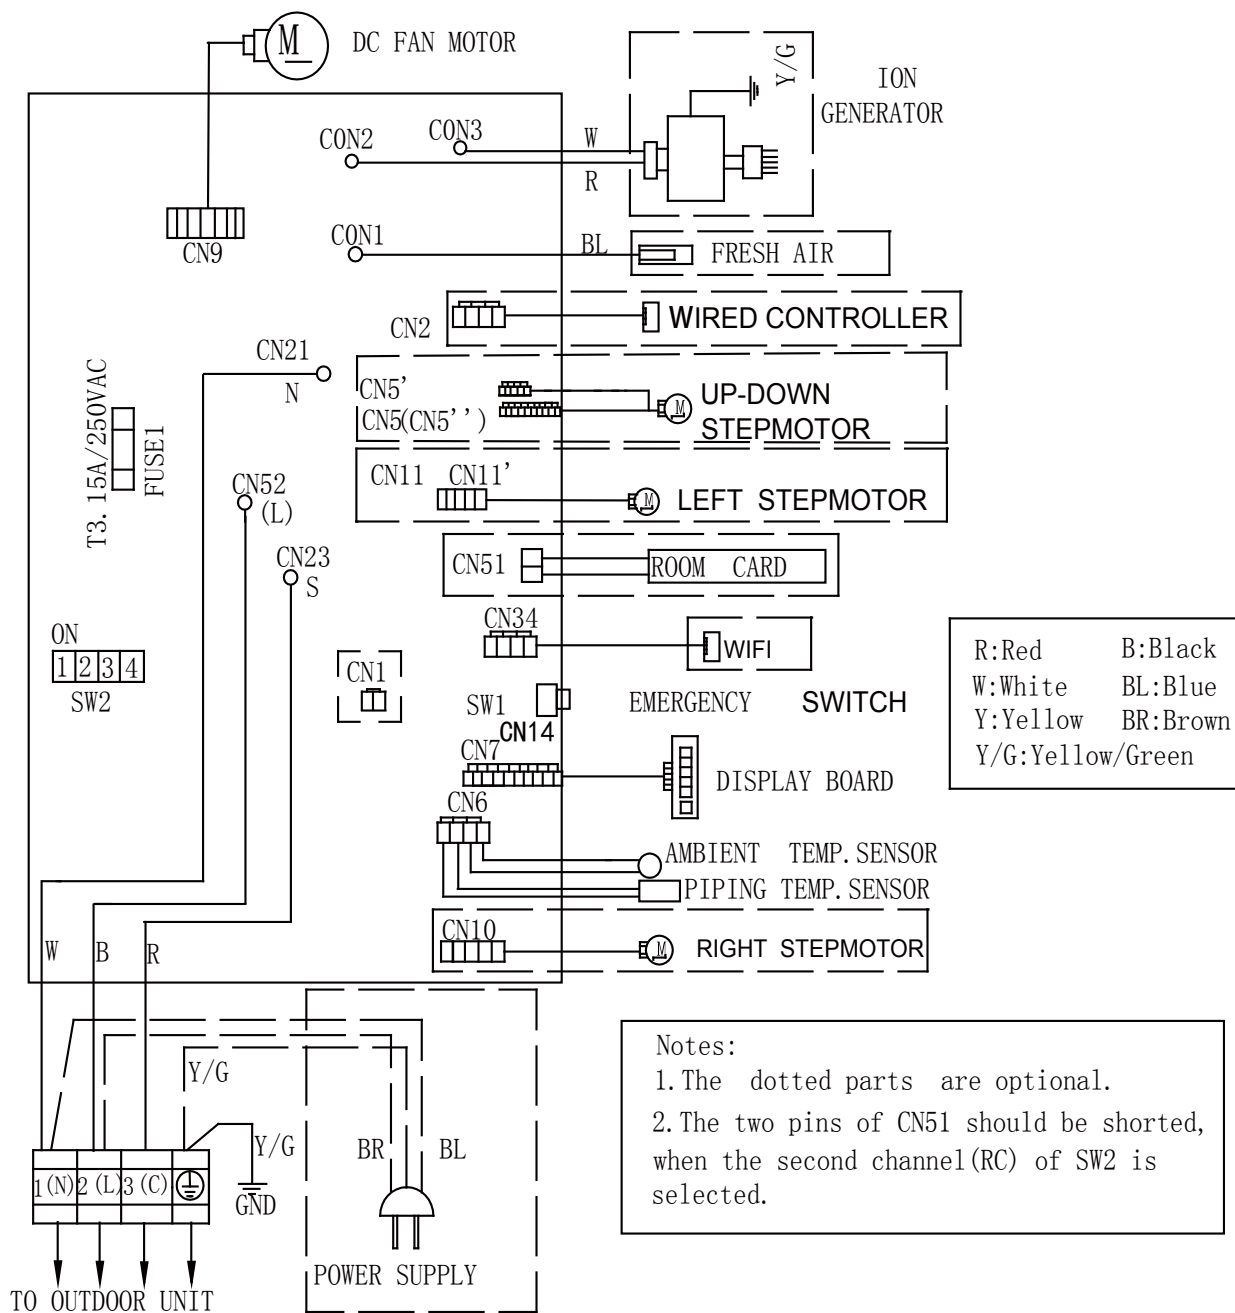 M
DC FAN MOTOR
Y/G
ION
GENERATOR
CON2
CON3
W
R
CN9
CON1
BL
FRESH AIR
CN2
WIRED CONTROLLER
CN21
N
CN5'
CN5(CN5'')
M
UP-DOWN
STEPMOTOR
T3.15A/250VAC
FUSE1
CN11 CN11'
M
LEFT STEPMOTOR
CN52
(L)
CN23
S
CN51
ROOM CARD
CN34
WIFI
ON
1 2 3 4
SW2
CN1
SW1
EMERGENCY SWITCH
CN14
CN7
DISPLAY BOARD
R:Red B:Black
W:White BL:Blue
Y:Yellow BR:Brown
Y/G:Yellow/Green
CN6
AMBIENT TEMP.SENSOR
PIPING TEMP.SENSOR
CN10
M
RIGHT STEPMOTOR
W
B
R
Y/G
Y/G
BR
BL
1(N) 2(L) 3(C)
GND
POWER SUPPLY
TO OUTDOOR UNIT
Notes:
1.The dotted parts are optional.
2.The two pins of CN51 should be shorted,
when the second channel(RC) of SW2 is
selected.